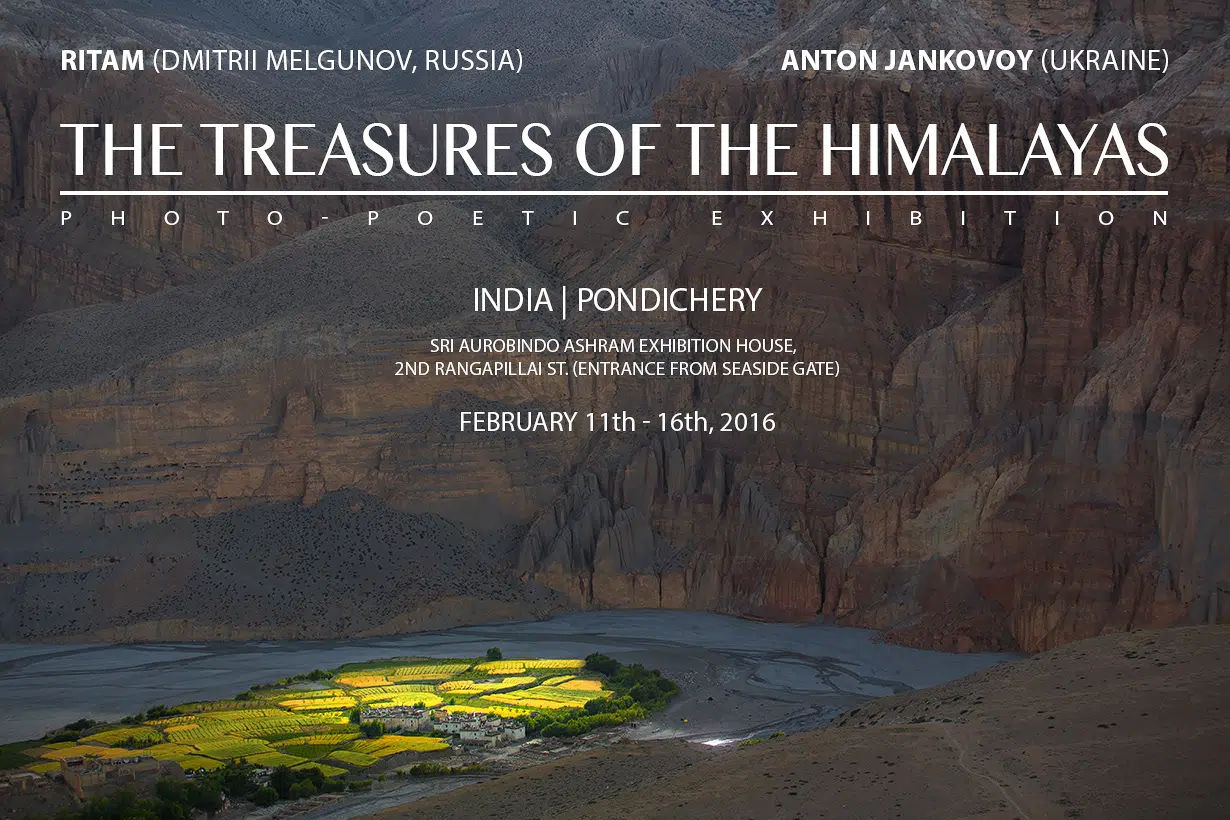 RITAM (DMITRII MELGUNOV, RUSSIA)
ANTON JANKOVOY (UKRAINE)
THE TREASURES OF THE HIMALAYAS
PHOTO-POETIC EXHIBITION
INDIA | PONDICHERY
SRI AUROBINDO ASHRAM EXHIBITION HOUSE,
2ND RANGAPILLAI ST. (ENTRANCE FROM SEASIDE GATE)
FEBRUARY 11th - 16th, 2016